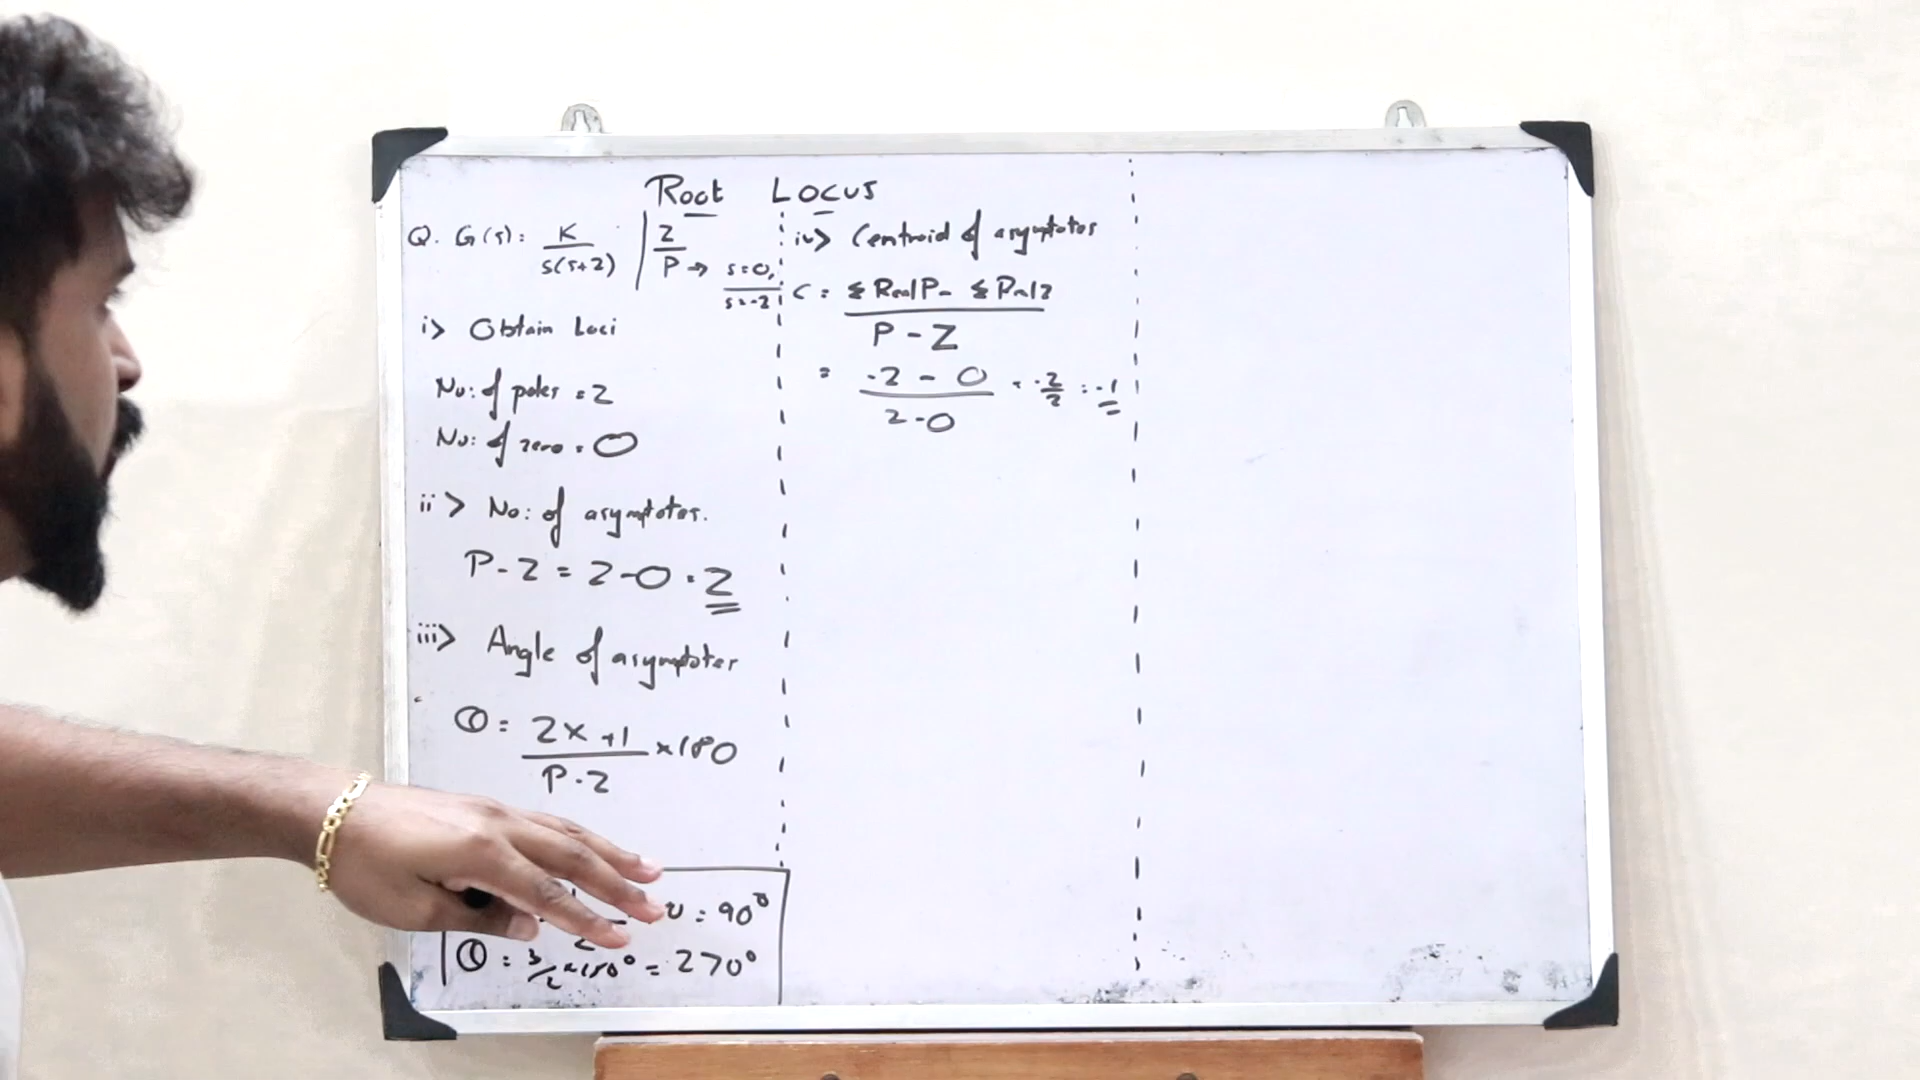 Root Locus
Q. G(s): K / s(s+2) | Z / P → s=0, s=-2
i> Obtain Loci
No: of poles = 2
No: of zero = 0
ii> No: of asymptotes.
P-Z = 2-0 = 2
iii> Angle of asymptotes
Θ = 2x+1 / P-Z ×180
2 : 90°
Θ = 3/2 ×180° = 270°
iv> Centroid of asymptotes
C = Σ Real P - Σ Real Z / P - Z
= -2 - 0 / 2-0 = -2/2 = -1